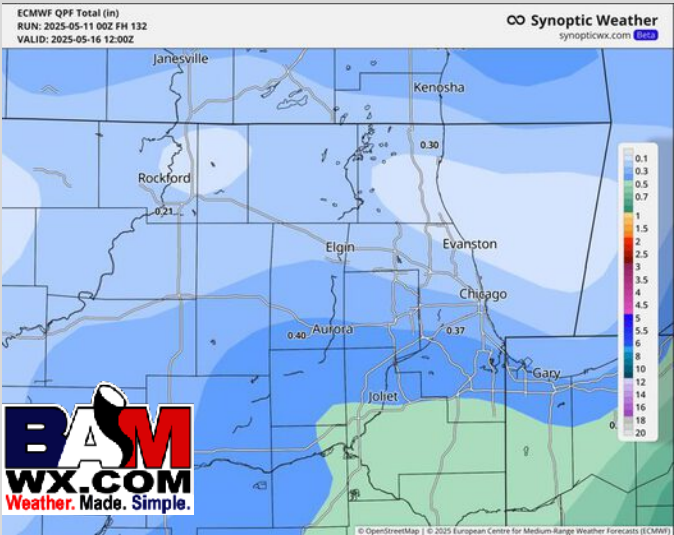 ECMWF QPF Total (in)
RUN: 2025-05-11 00Z FH 132
VALID: 2025-05-16 12:00Z
Synoptic Weather
synopticwx.com Beta
Janesville
Kenosha
0.30
Rockford
0.21
Elgin
Evanston
Chicago
0.40
Aurora
0.37
Gary
Joliet
0.1
0.3
0.5
0.7
1
1.5
2
2.5
3
3.5
4
4.5
5
5.5
6
8
10
12
14
16
18
20
BAM
WX.COM
Weather. Made. Simple.
© OpenStreetMap | © 2025 European Centre for Medium-Range Weather Forecasts (ECMWF)